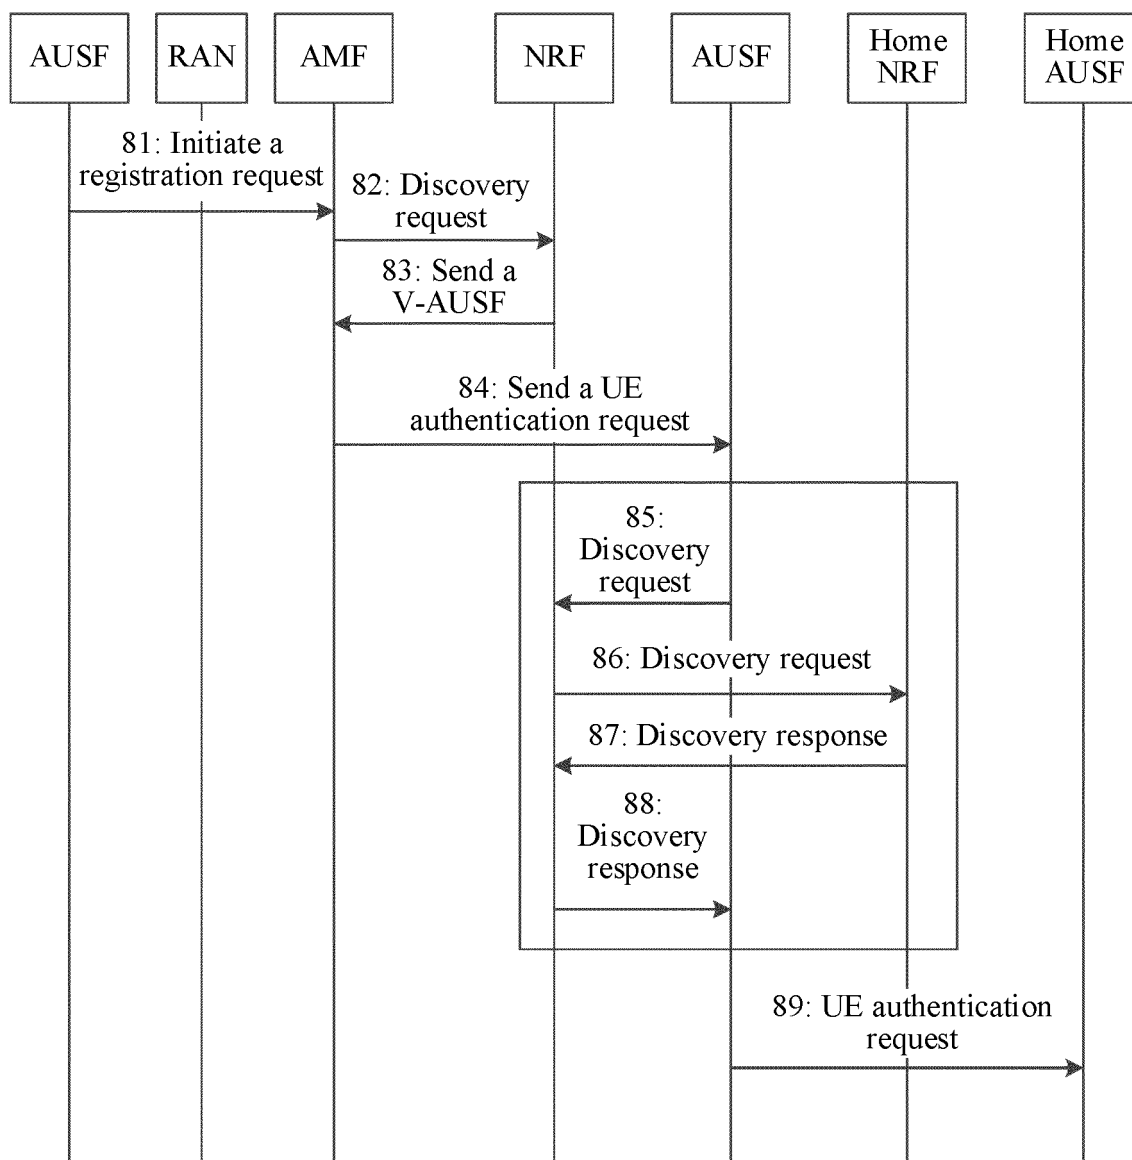 AUSF
RAN
AMF
NRF
AUSF
Home
NRF
Home
AUSF
81: Initiate a
registration request
82: Discovery
request
83: Send a
V-AUSF
84: Send a UE
authentication request
85:
Discovery
request
86: Discovery request
87: Discovery response
88:
Discovery
response
89: UE authentication
request